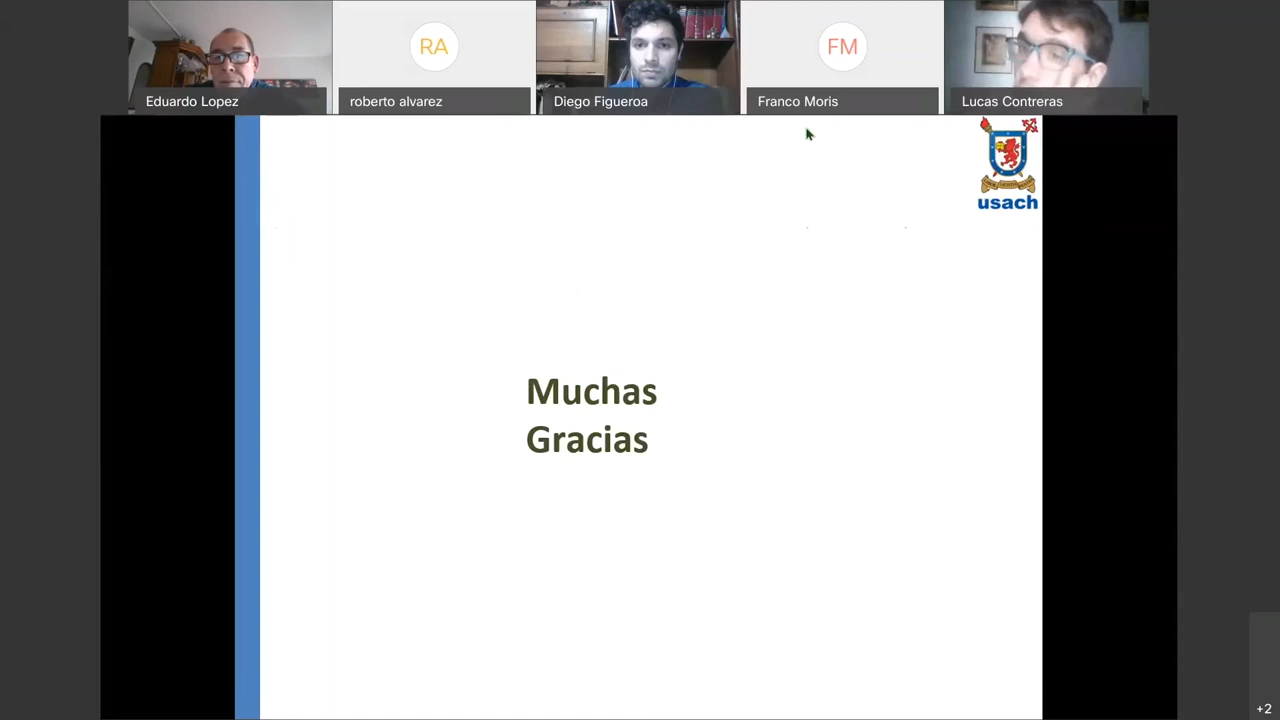 RA
FM
Eduardo Lopez
roberto alvarez
Diego Figueroa
Franco Moris
Lucas Contreras
usach
Muchas
Gracias
+2